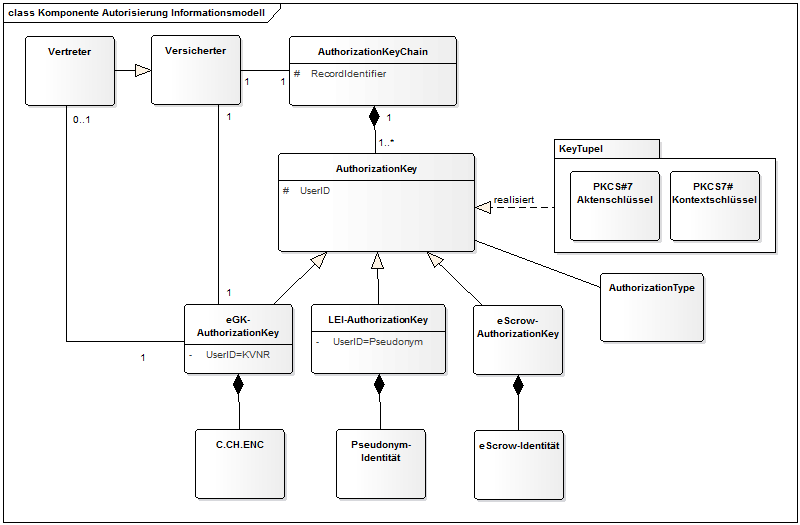 class Komponente Autorisierung Informationsmodell
Vertreter
Versicherter
AuthorizationKeyChain
# RecordIdentifier
1
1
0..1
1
1
1..*
AuthorizationKey
# UserID
KeyTupel
PKCS#7
Aktenschlüssel
PKCS7#
Kontextschlüssel
realisiert
AuthorizationType
1
eGK-
AuthorizationKey
- UserID=KVNR
LEI-AuthorizationKey
- UserID=Pseudonym
eScrow-
AuthorizationKey
1
C.CH.ENC
Pseudonym-
Identität
eScrow-Identität